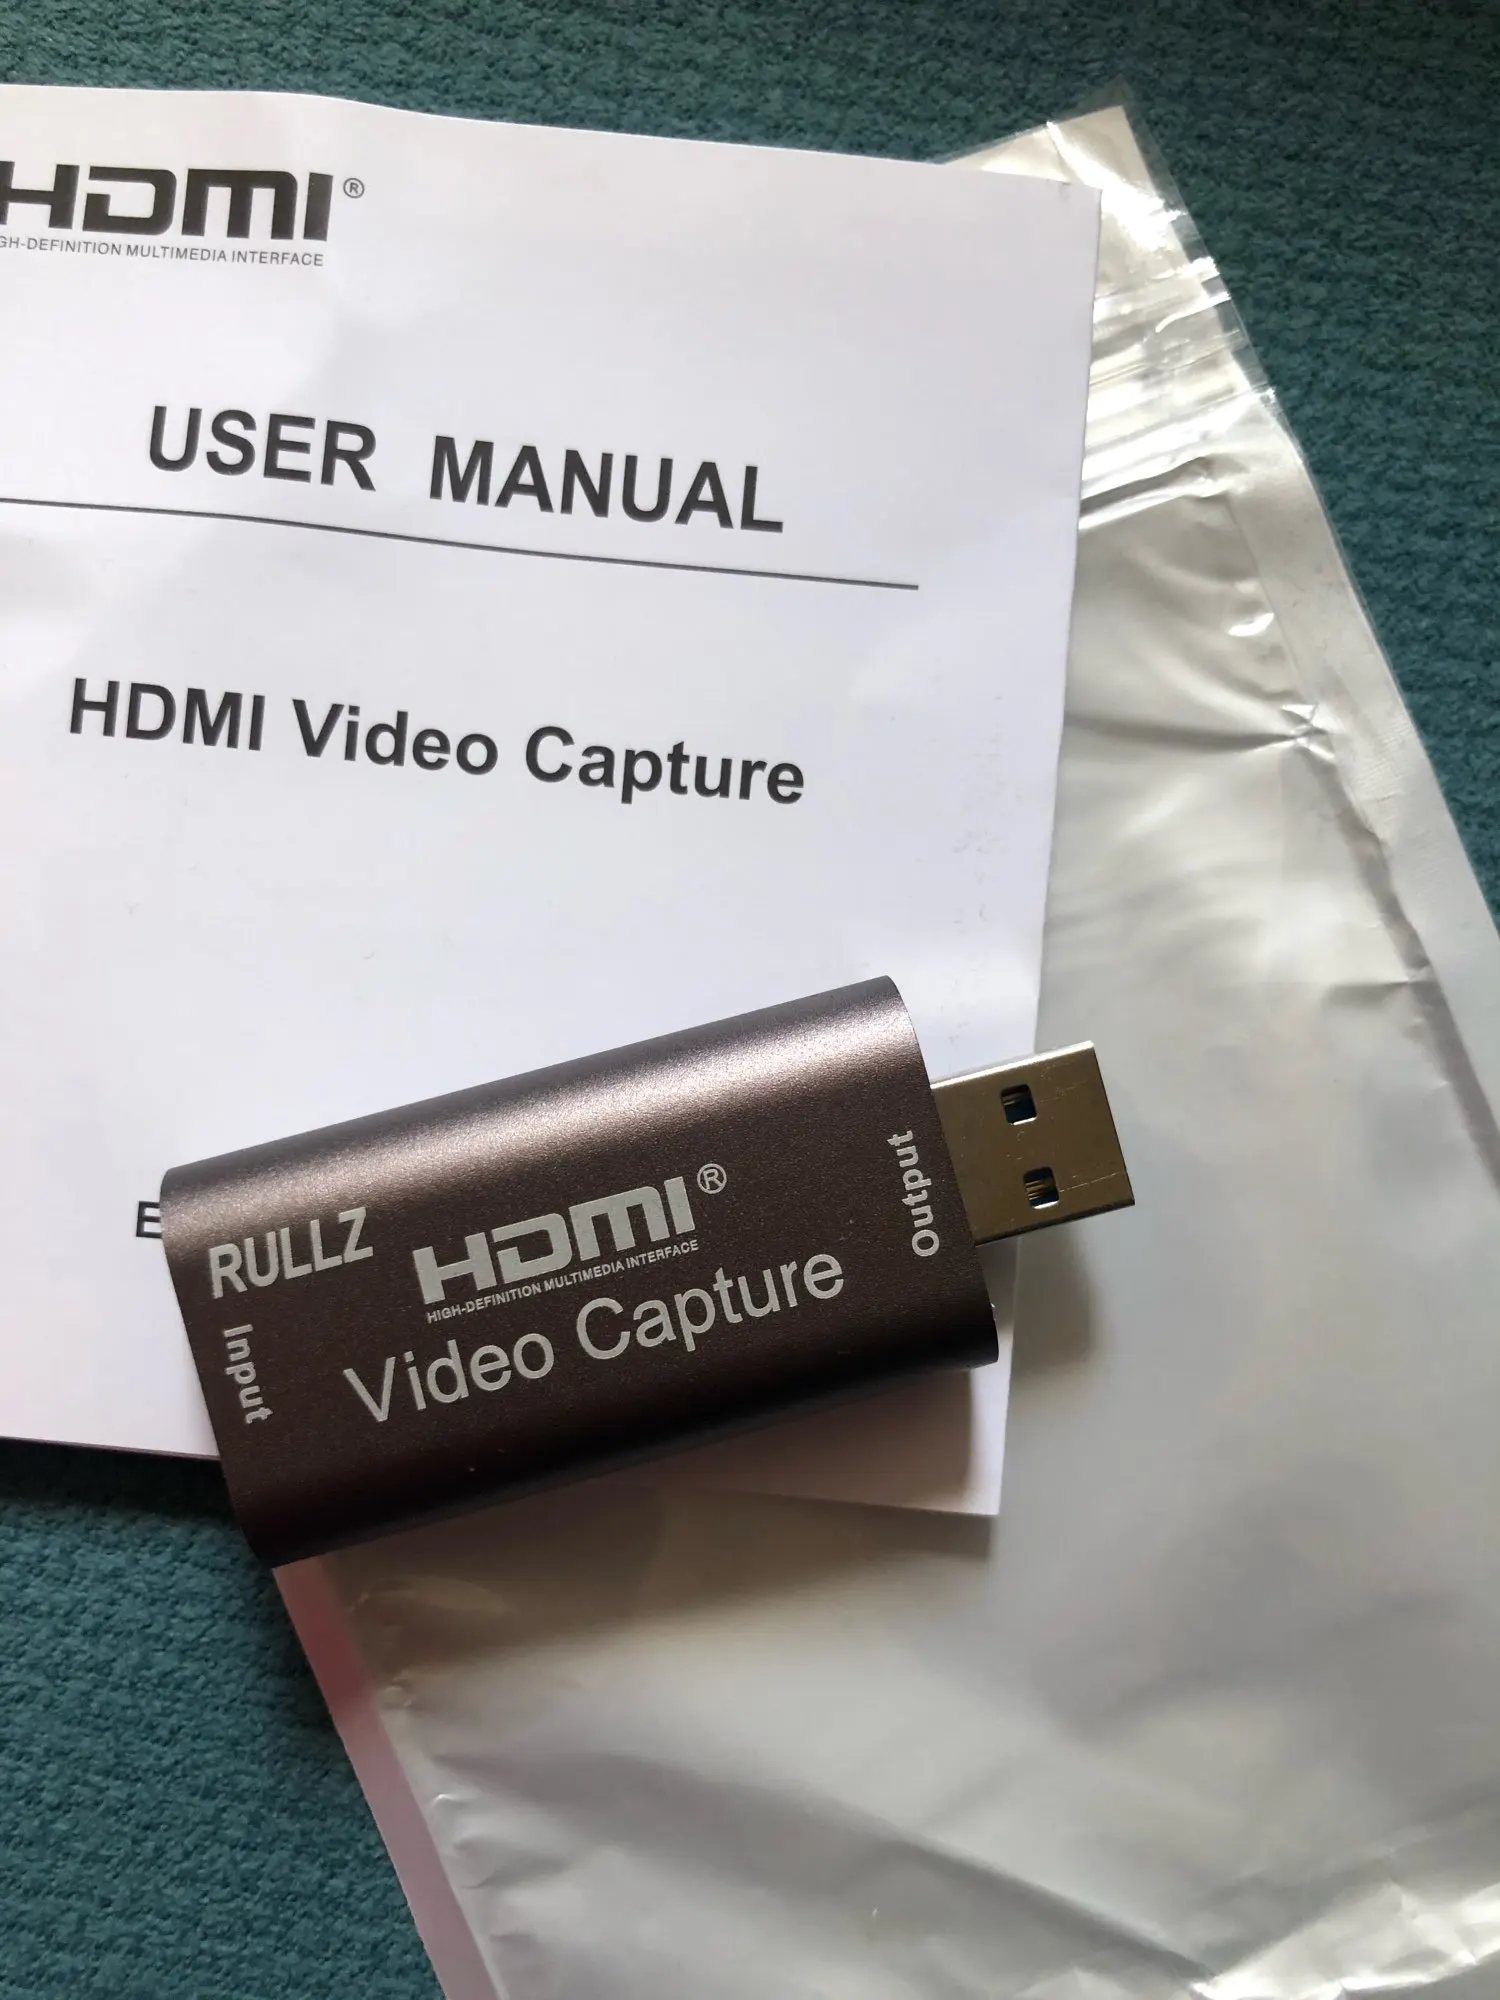 HDMI®
GH-DEFINITION MULTIMEDIA INTERFACE
USER MANUAL
HDMI Video Capture
E
RULLZ
HDMI®
HIGH-DEFINITION MULTIMEDIA INTERFACE
Video Capture
Input
Output